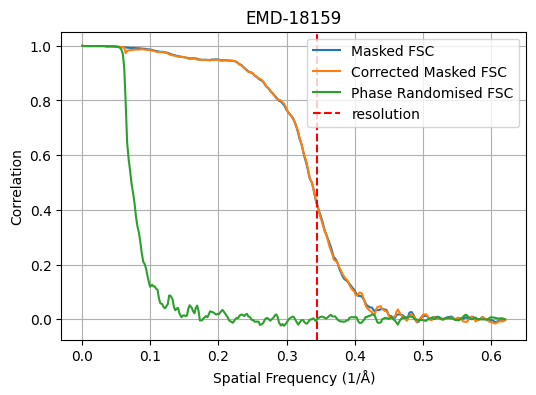 EMD-18159
Masked FSC
Corrected Masked FSC
Phase Randomised FSC
resolution
Correlation
1.0
0.8
0.6
0.4
0.2
0.0
0.0 0.1 0.2 0.3 0.4 0.5 0.6
Spatial Frequency (1/Å)